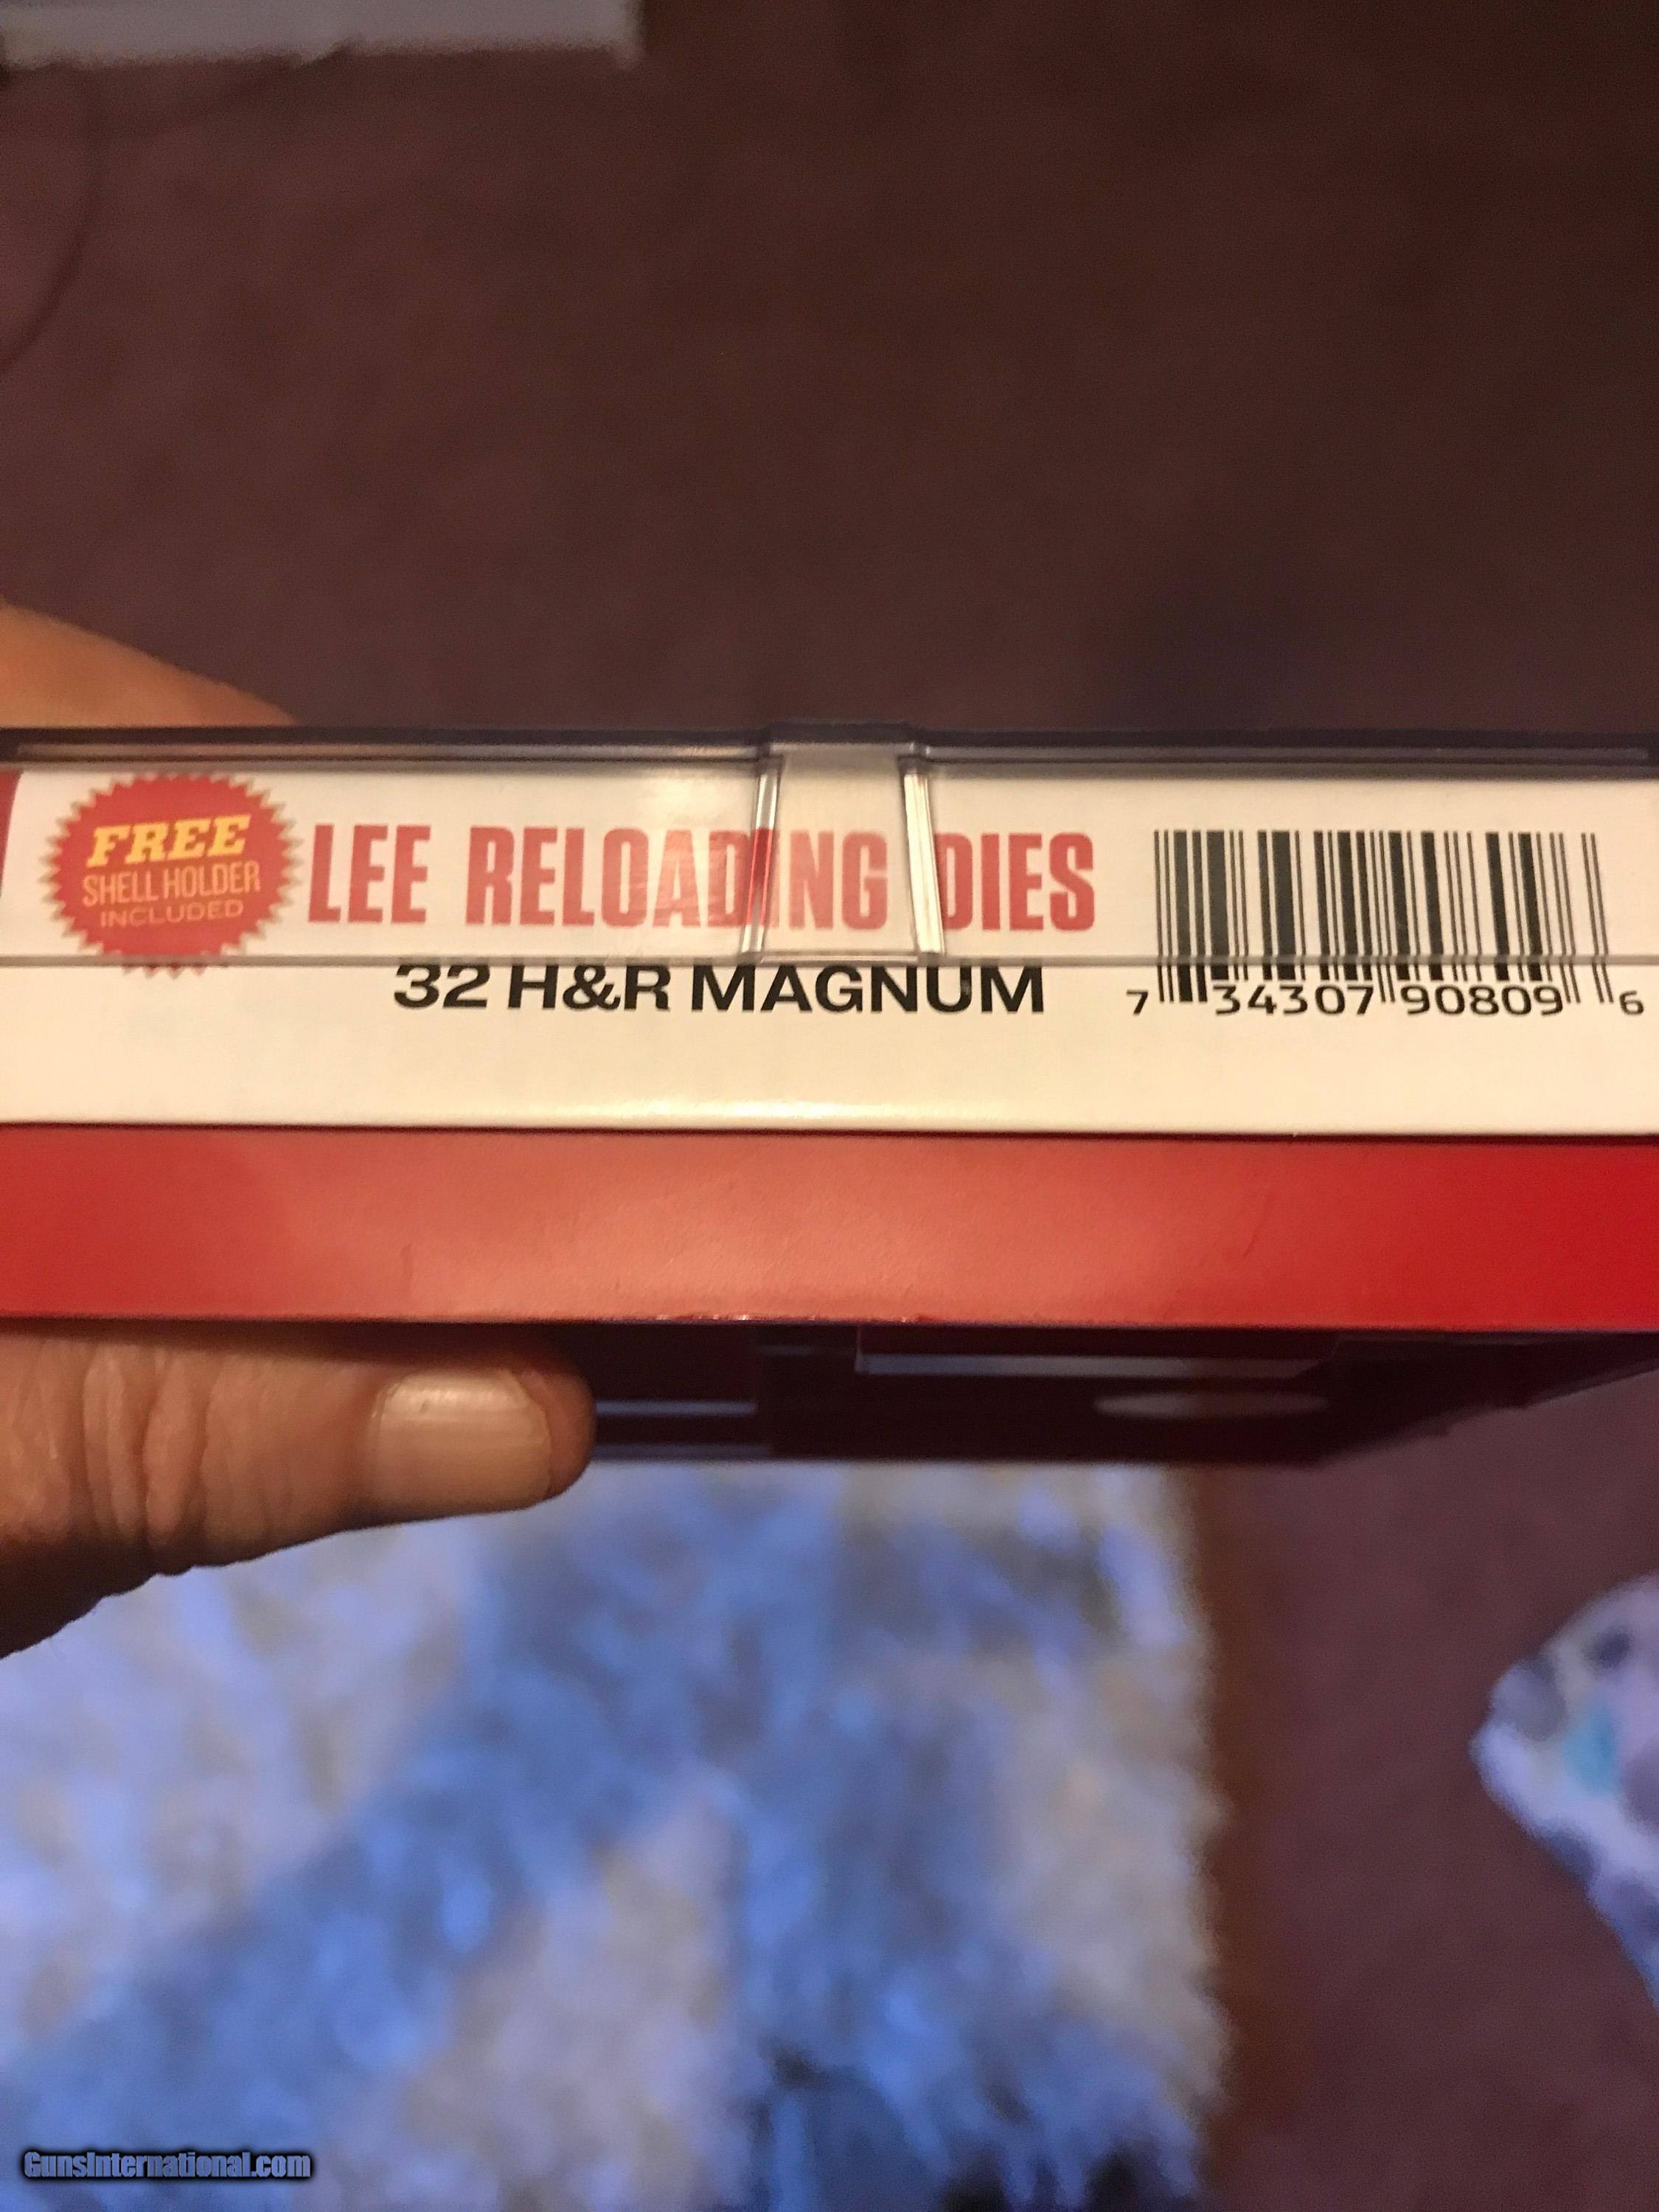 FREE
SHELL HOLDER
INCLUDED
LEE RELOADING DIES
32 H&R MAGNUM
7 34307 90809 6
GunsInternational.com